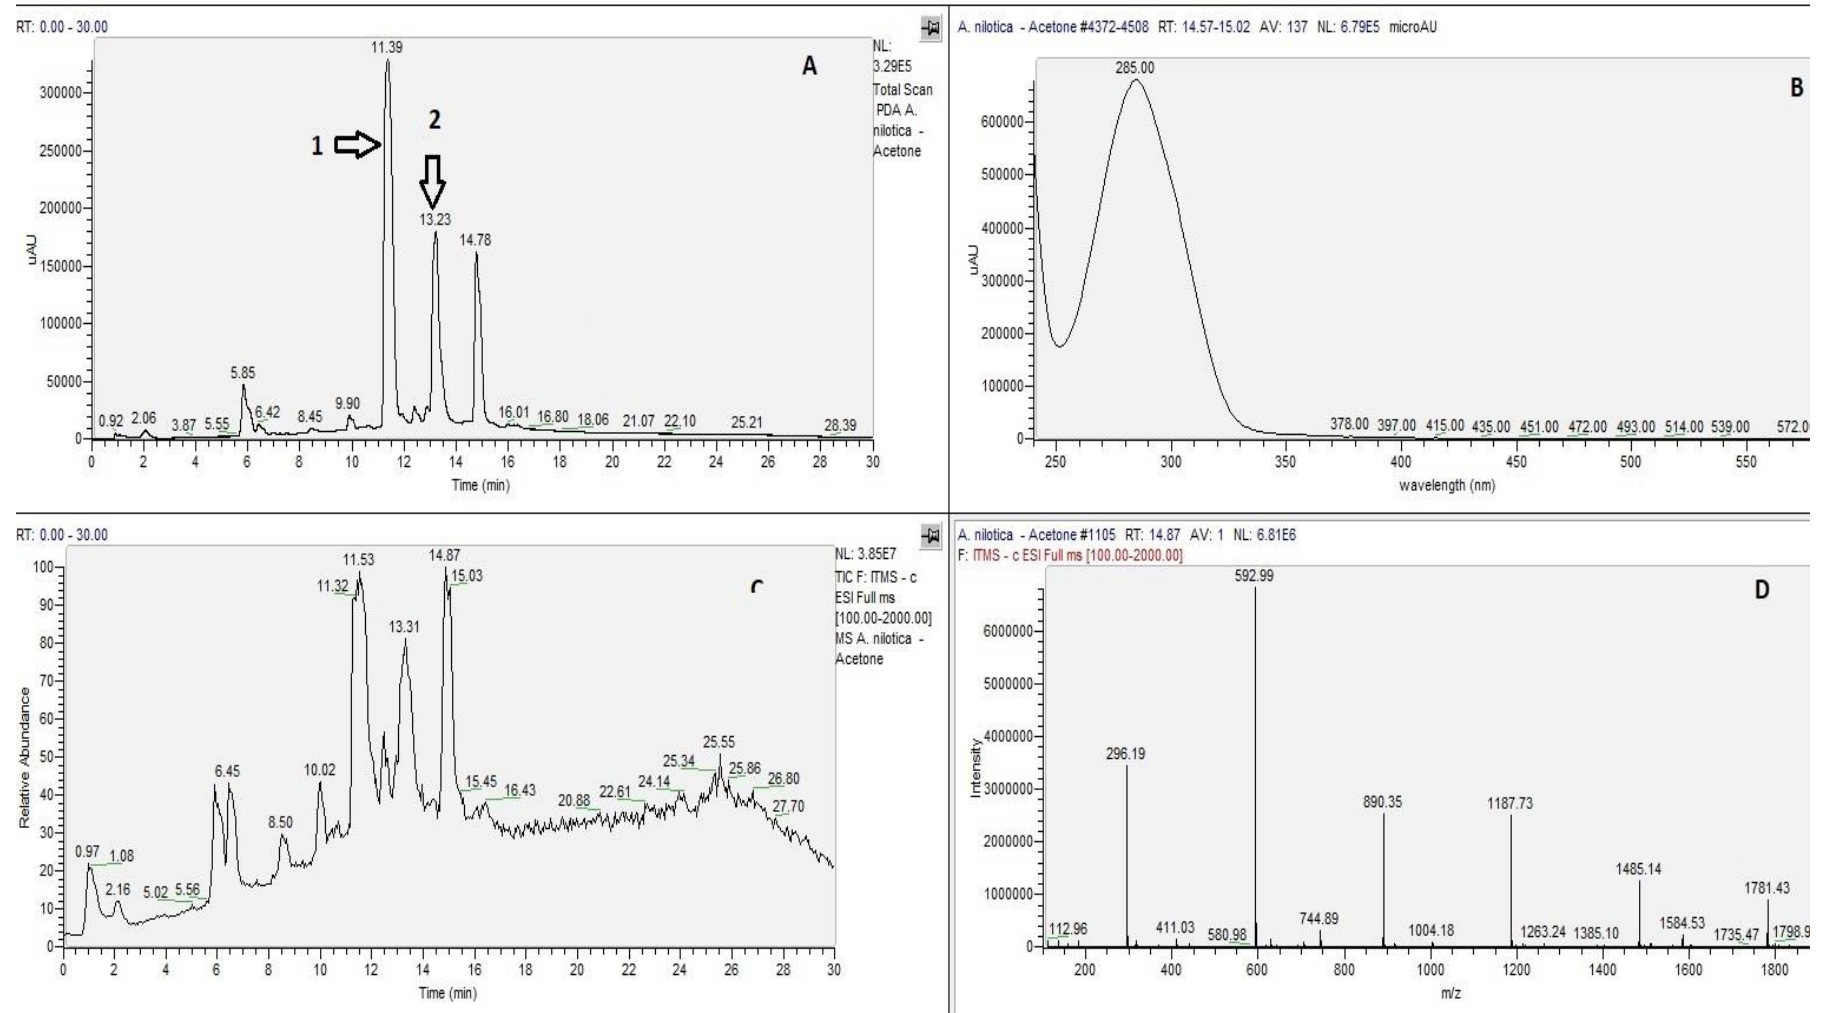 RT: 0.00 - 30.00
11.39
A
NL:
3.29E5
Total Scan
PDA A.
nilotica -
Acetone
300000
2
1
250000
200000
13.23
14.78
uAU
150000
100000
5.85
50000
0.92 2.06 3.87 5.55 6.42 8.45 9.90 16.01 16.80 18.06 21.07 22.10 25.21 28.39
0
0 2 4 6 8 10 12 14 16 18 20 22 24 26 28 30
Time (min)
A. nilotica - Acetone #4372-4508 RT: 14.57-15.02 AV: 137 NL: 6.79E5 microAU
285.00
B
600000
500000
400000
uAU
300000
200000
100000
378.00 397.00 415.00 435.00 451.00 472.00 493.00 514.00 539.00 572.0
0
250 300 350 400 450 500 550
wavelength (nm)
RT: 0.00 - 30.00
11.53 14.87
11.32 15.03
C
NL: 3.85E7
TIC F: ITMS - c
ESI Full ms
[100.00-2000.00]
MS A. nilotica -
Acetone
100
90
80
13.31
70
60
Relative Abundance
50
6.45 10.02 15.45 16.43 20.88 22.61 24.14 25.34 25.55 25.86 26.80
40
27.70
30
8.50
20
0.97 1.08
10
2.16 5.02 5.56
0
0 2 4 6 8 10 12 14 16 18 20 22 24 26 28 30
Time (min)
A. nilotica - Acetone #1105 RT: 14.87 AV: 1 NL: 6.81E6
F: ITMS - c ESI Full ms [100.00-2000.00]
592.99
D
6000000
5000000
4000000
Intensity
296.19
3000000
890.35 1187.73
2000000
1485.14
1781.43
1000000
112.96 411.03 580.98 744.89 1004.18 1263.24 1385.10 1584.53 1735.47 1798.9
0
200 400 600 800 1000 1200 1400 1600 1800
m/z